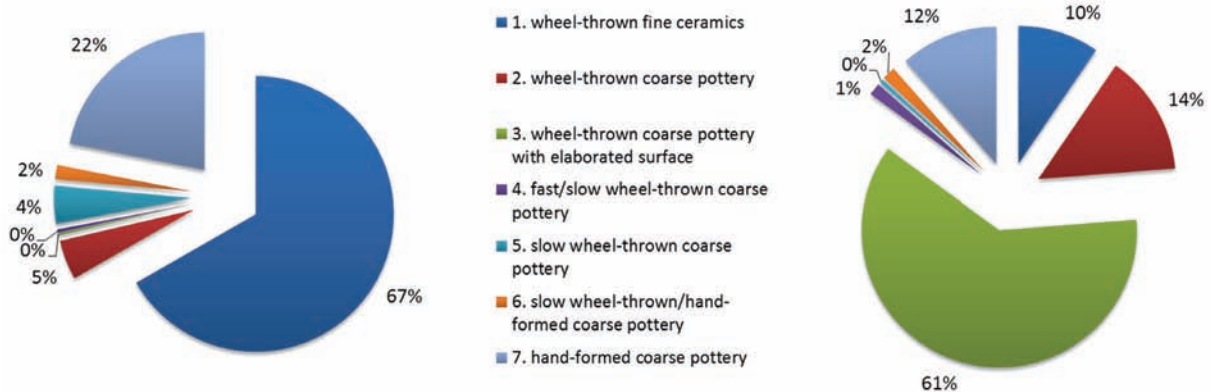 22%
2%
4%
0%
0%
5%
67%
1. wheel-thrown fine ceramics
2. wheel-thrown coarse pottery
3. wheel-thrown coarse pottery
with elaborated surface
4. fast/slow wheel-thrown coarse
pottery
5. slow wheel-thrown coarse
pottery
6. slow wheel-thrown/hand-
formed coarse pottery
7. hand-formed coarse pottery
12%
10%
2%
0%
1%
14%
61%